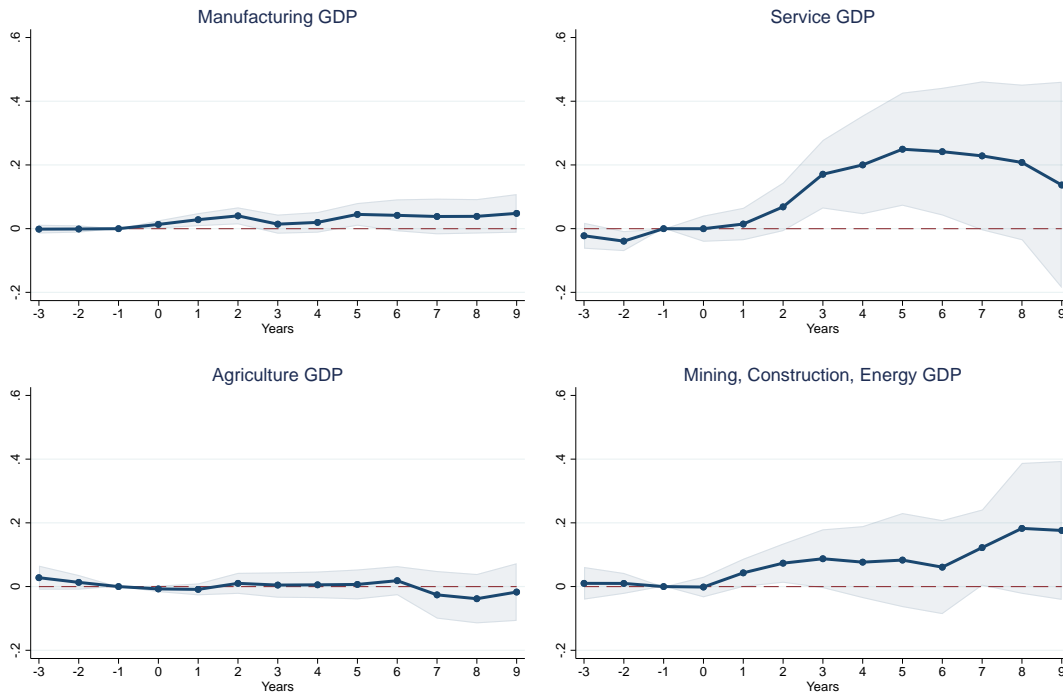 Manufacturing GDP
.6
.4
.2
0
-.2
-3 -2 -1 0 1 2 3 4 5 6 7 8 9
Years
Service GDP
.6
.4
.2
0
-.2
-3 -2 -1 0 1 2 3 4 5 6 7 8 9
Years
Agriculture GDP
.6
.4
.2
0
-.2
-3 -2 -1 0 1 2 3 4 5 6 7 8 9
Years
Mining, Construction, Energy GDP
.6
.4
.2
0
-.2
-3 -2 -1 0 1 2 3 4 5 6 7 8 9
Years